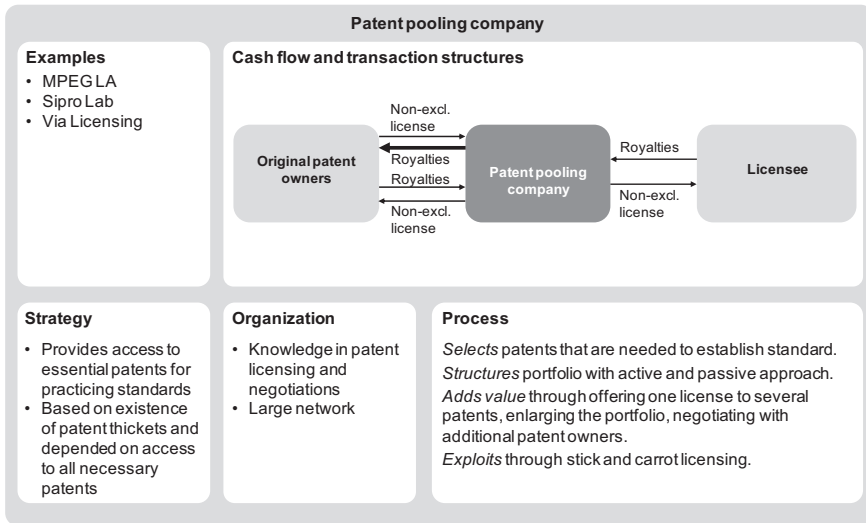 Patent pooling company
Examples
• MPEG LA
• Sipro Lab
• Via Licensing
Cash flow and transaction structures
Original patent
owners
Non-excl.
license
Royalties
Royalties
Non-excl.
license
Patent pooling
company
Royalties
Non-excl.
license
Licensee
Strategy
• Provides access to
essential patents for
practicing standards
• Based on existence
of patent thickets and
depended on access
to all necessary
patents
Organization
• Knowledge in patent
licensing and
negotiations
• Large network
Process
Selects patents that are needed to establish standard.
Structures portfolio with active and passive approach.
Adds value through offering one license to several
patents, enlarging the portfolio, negotiating with
additional patent owners.
Exploits through stick and carrot licensing.